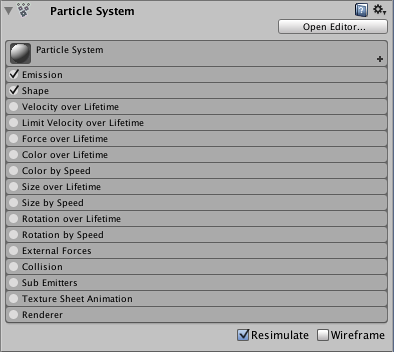 Particle System
Open Editor...
Particle System
Emission
Shape
Velocity over Lifetime
Limit Velocity over Lifetime
Force over Lifetime
Color over Lifetime
Color by Speed
Size over Lifetime
Size by Speed
Rotation over Lifetime
Rotation by Speed
External Forces
Collision
Sub Emitters
Texture Sheet Animation
Renderer
Resimulate Wireframe